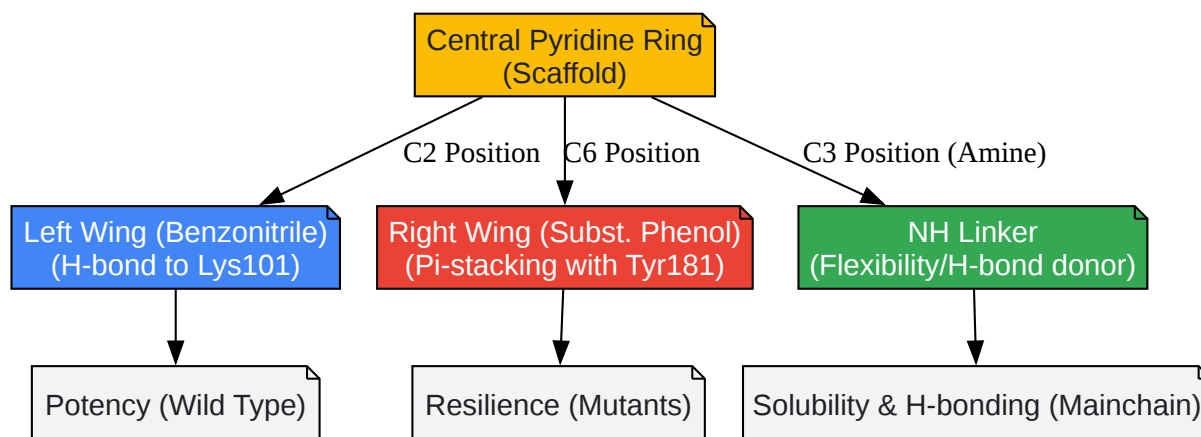 Central Pyridine Ring
(Scaffold)
C2 Position
C6 Position
C3 Position (Amine)
Left Wing (Benzonitrile)
(H-bond to Lys101)
Right Wing (Subst. Phenol)
(Pi-stacking with Tyr181)
NH Linker
(Flexibility/H-bond donor)
Potency (Wild Type)
Resilience (Mutants)
Solubility & H-bonding (Mainchain)